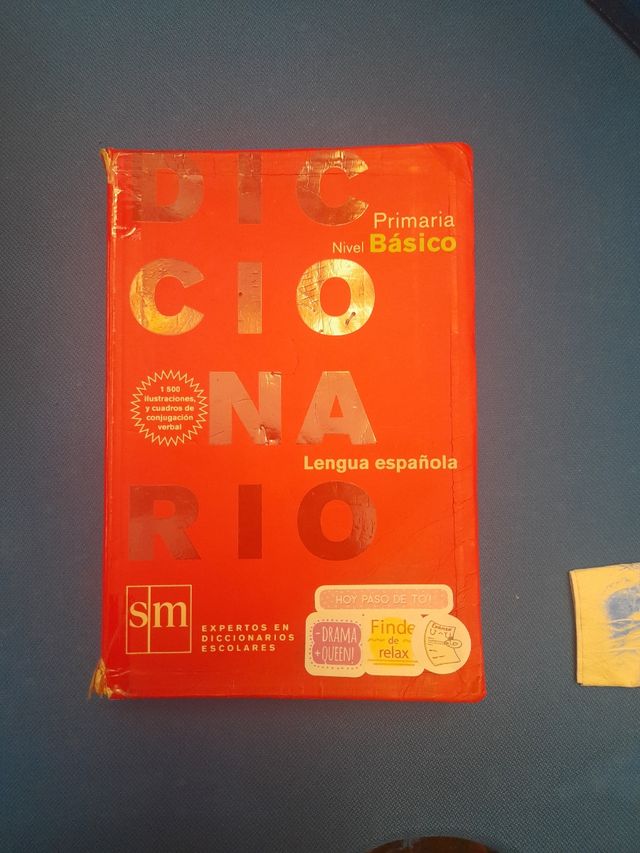 DIC
Primaria
Nivel Básico
CIO
1 500
ilustraciones,
y cuadros de
conjugación
verbal
NA
Lengua española
RIO
sm
EXPERTOS EN
DICCIONARIOS
ESCOLARES
HOY PASO DE TO!
-DRAMA
+QUEEN!
Finde
de
relax